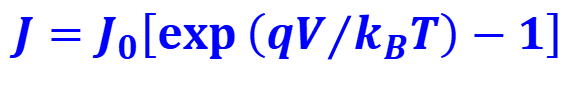 J = J₀[exp (qV/k_BT) − 1]